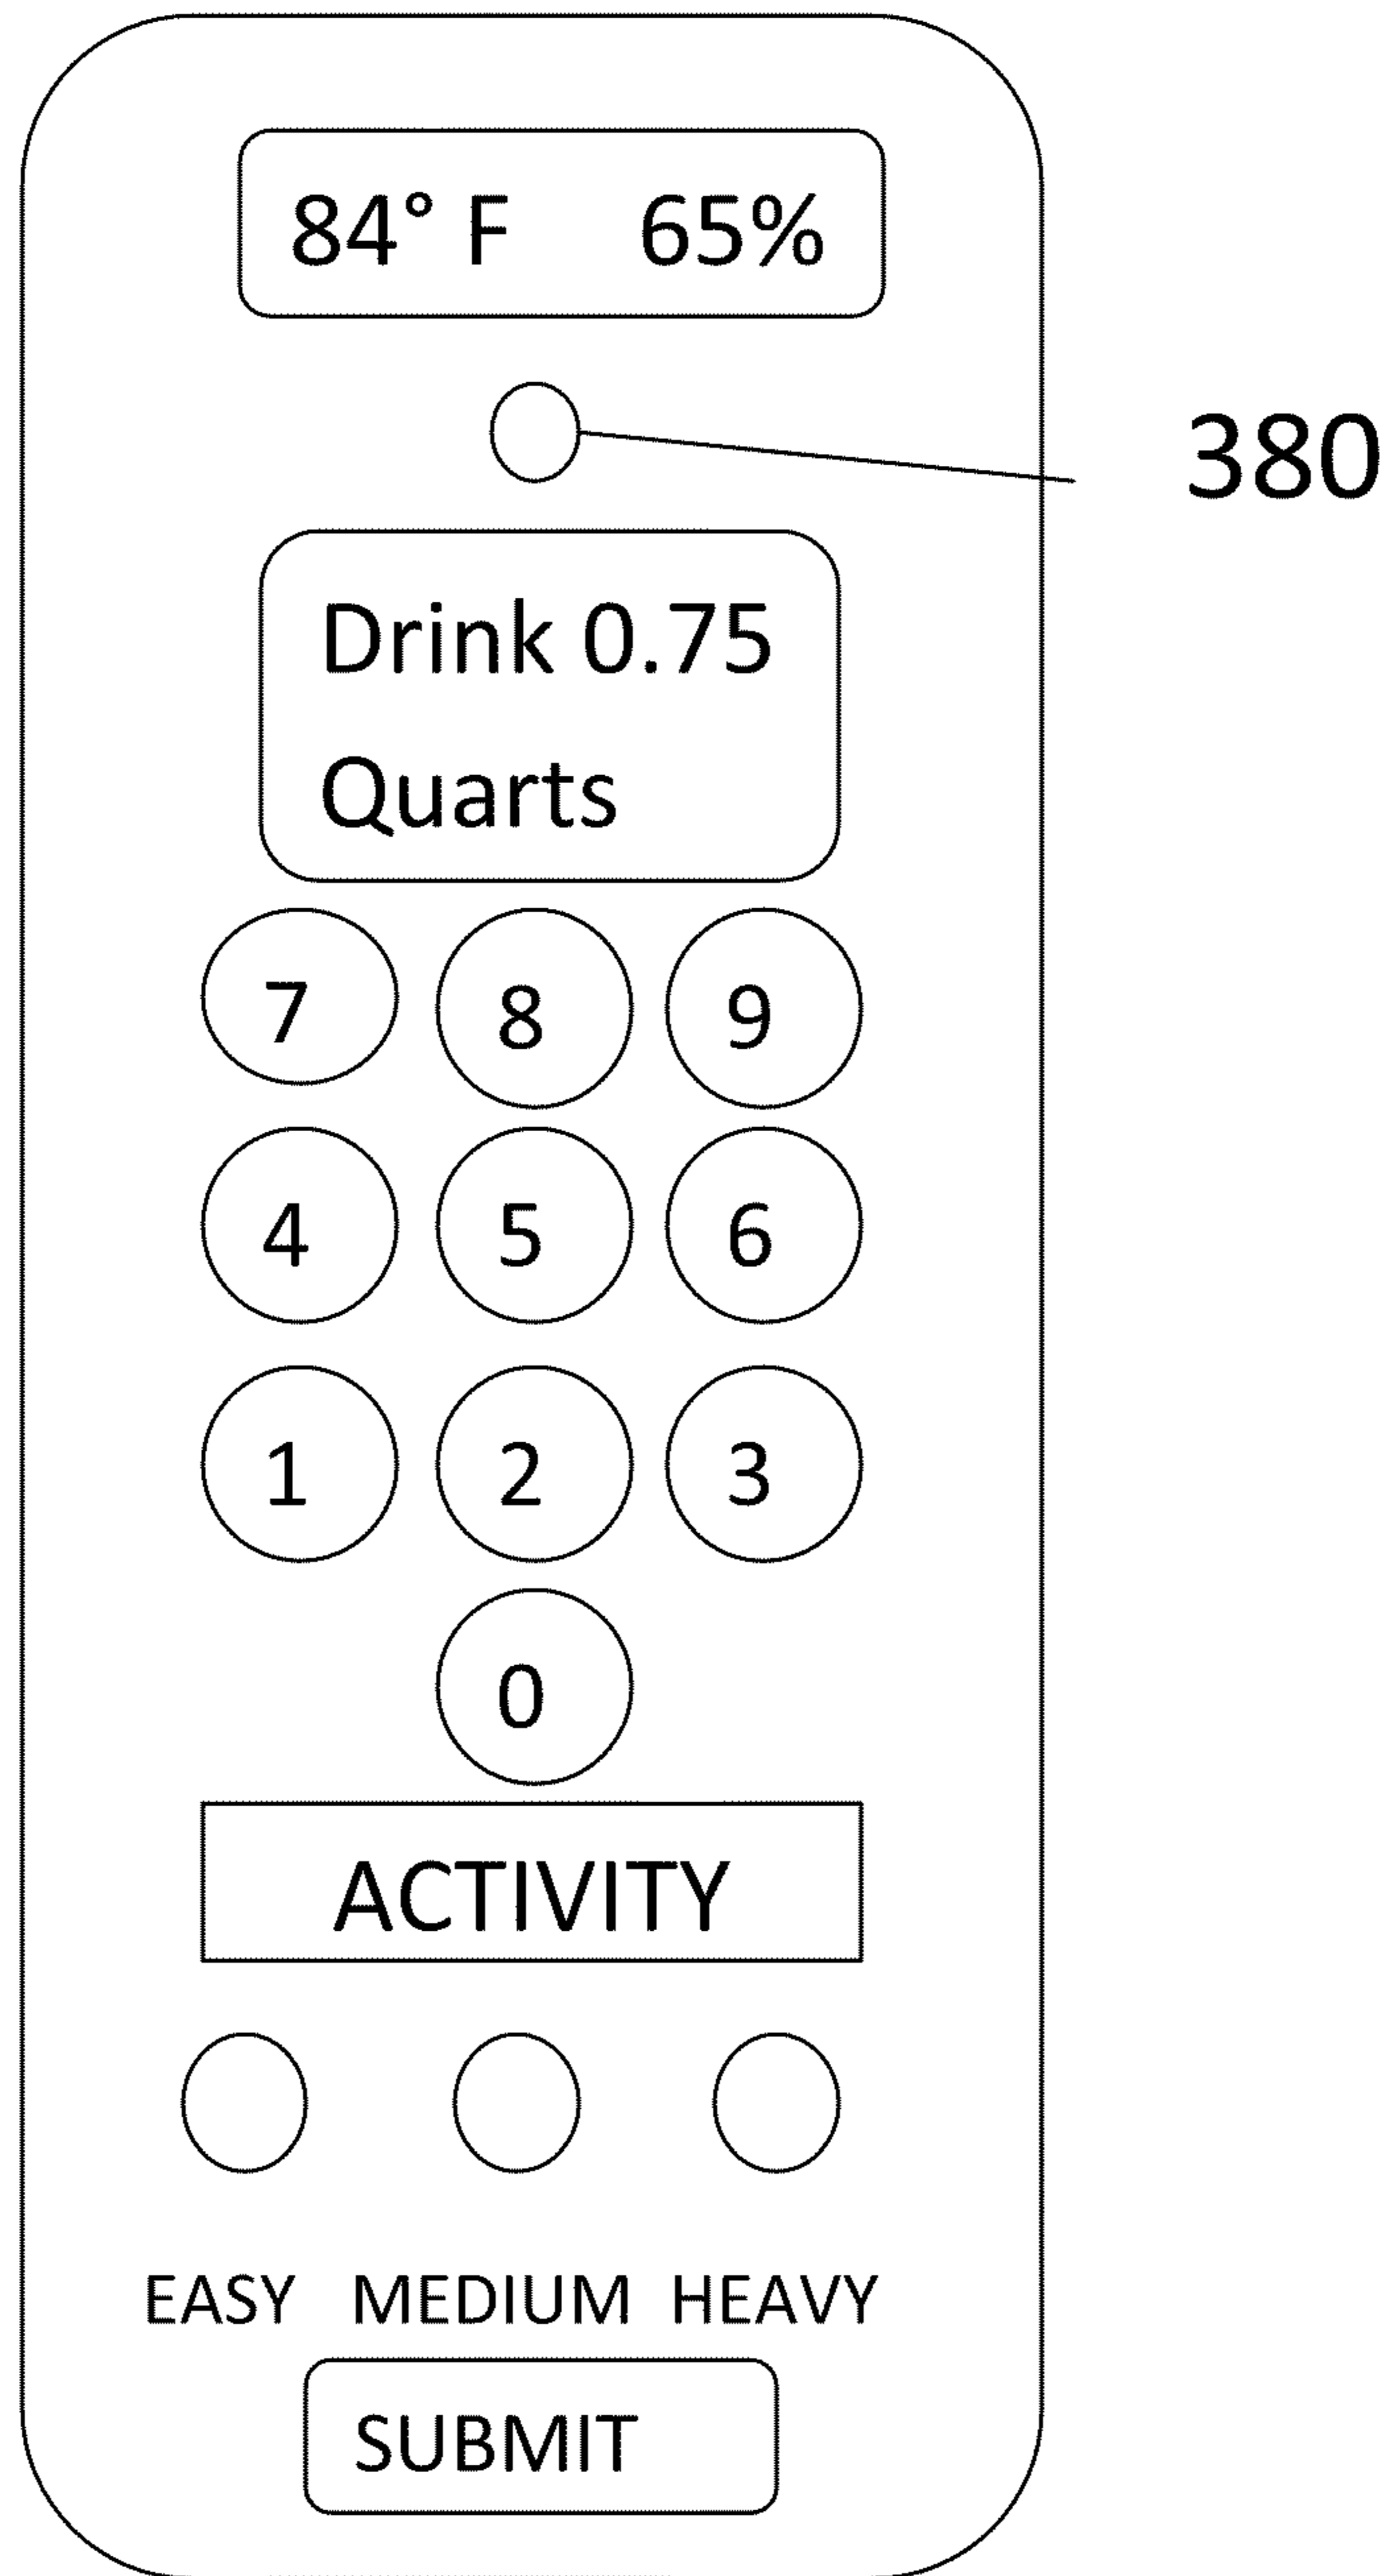 84° F 65%
380
Drink 0.75
Quarts
7 8 9
4 5 6
1 2 3
0
ACTIVITY
EASY MEDIUM HEAVY
SUBMIT